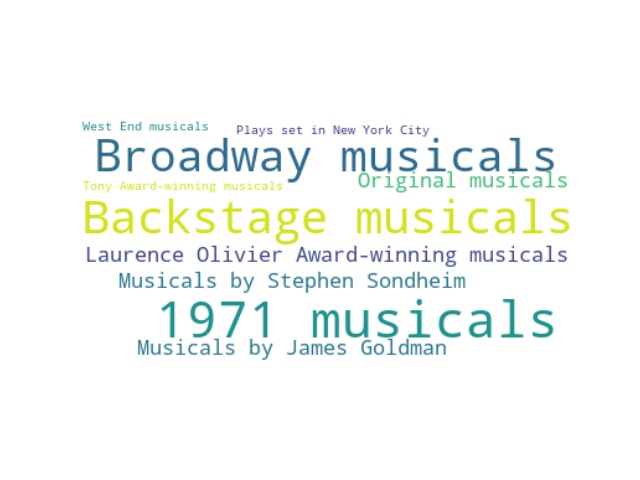 West End musicals
Plays set in New York City
Broadway musicals
Original musicals
Tony Award-winning musicals
Backstage musicals
Laurence Olivier Award-winning musicals
Musicals by Stephen Sondheim
1971 musicals
Musicals by James Goldman